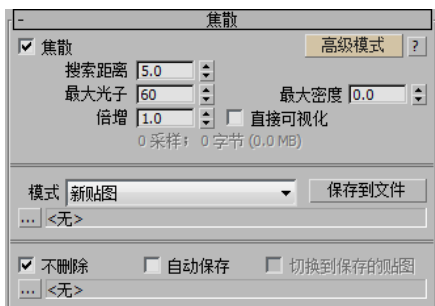 - 焦散
焦散 高级模式 ?
搜索距离 5.0
最大光子 60 最大密度 0.0
倍增 1.0 直接可视化
0 采样； 0 字节 (0.0 MB)
模式 新贴图 保存到文件
... <无>
不删除 自动保存 切换到保存的贴图
... <无>